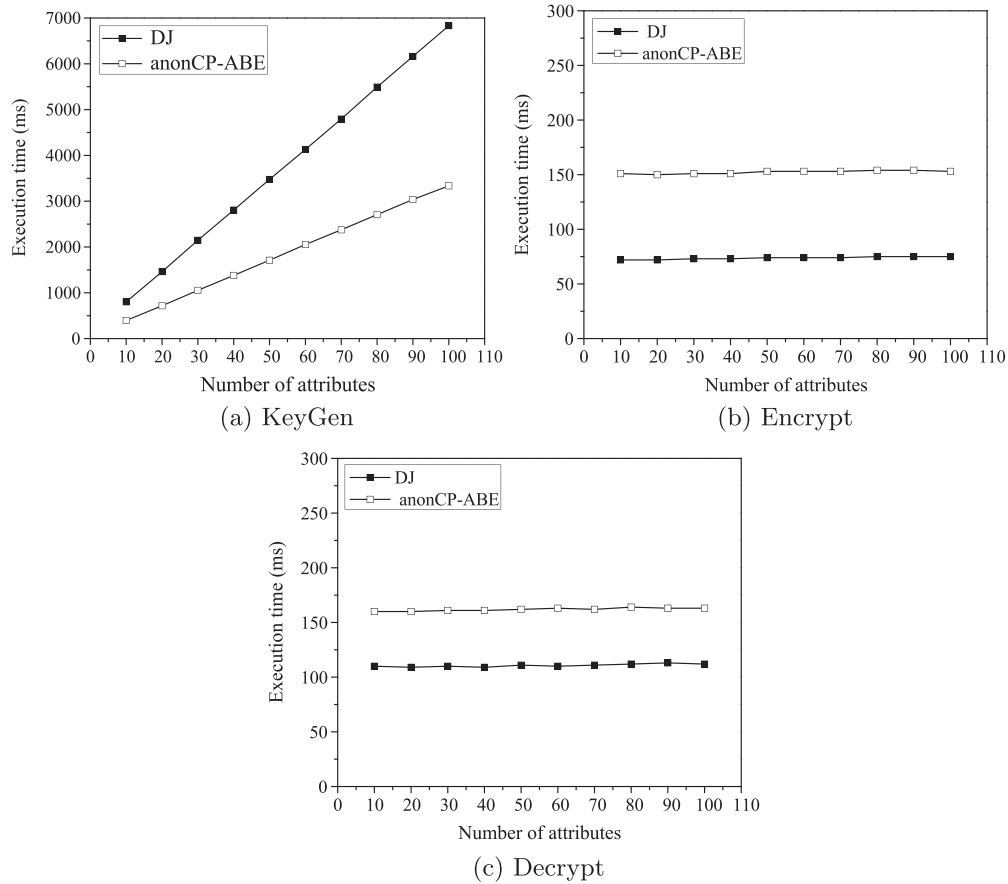 7000
6000
5000
4000
3000
2000
1000
0
Execution time (ms)
DJ
anonCP-ABE
0 10 20 30 40 50 60 70 80 90 100 110
Number of attributes
(a) KeyGen
300
250
200
150
100
50
0
Execution time (ms)
DJ
anonCP-ABE
0 10 20 30 40 50 60 70 80 90 100 110
Number of attributes
(b) Encrypt
300
250
200
150
100
50
0
Execution time (ms)
DJ
anonCP-ABE
0 10 20 30 40 50 60 70 80 90 100 110
Number of attributes
(c) Decrypt